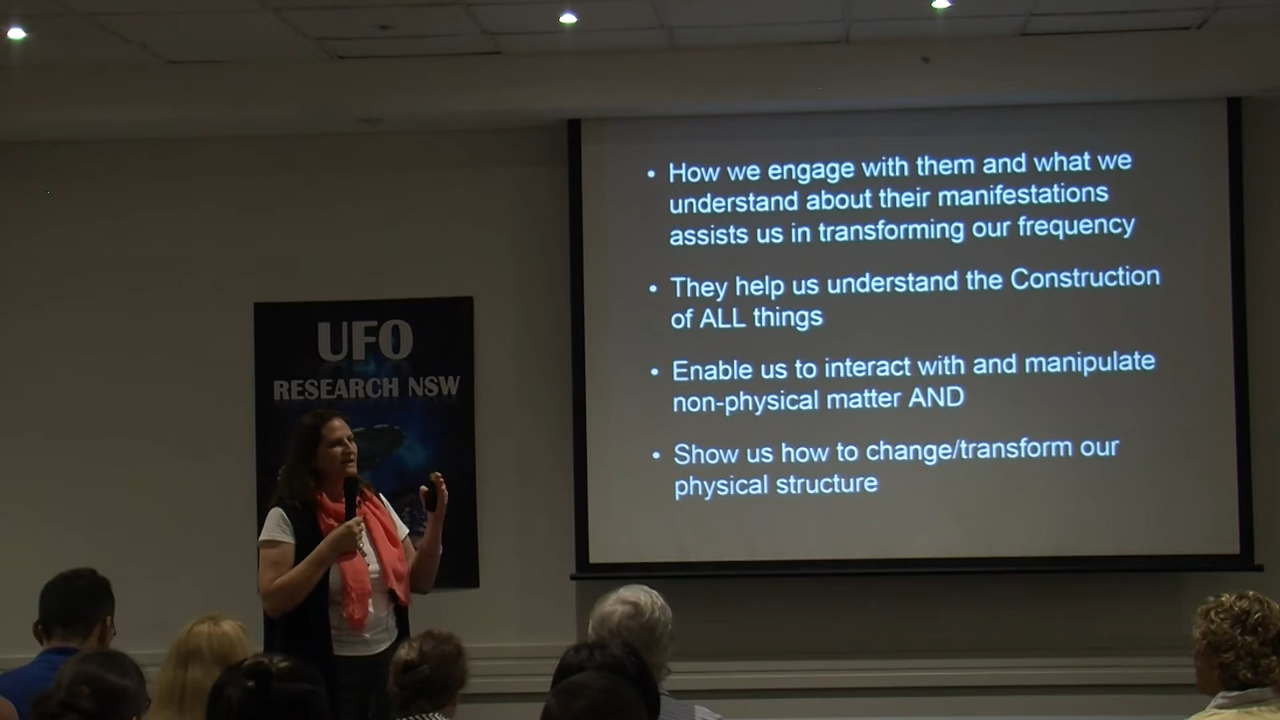 • How we engage with them and what we
understand about their manifestations
assists us in transforming our frequency
• They help us understand the Construction
of ALL things
• Enable us to interact with and manipulate
non-physical matter AND
• Show us how to change/transform our
physical structure
UFO
RESEARCH NSW